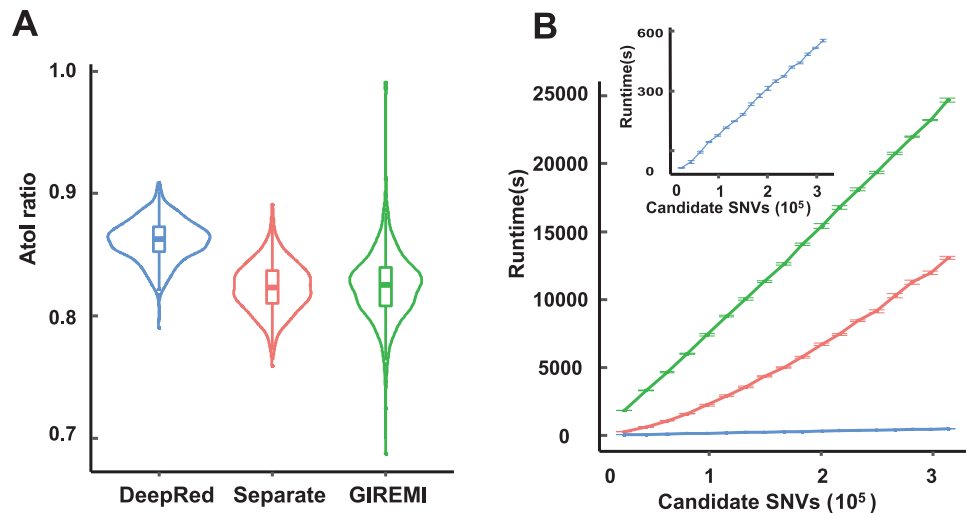 A
AtoI ratio
1.0
0.9
0.8
0.7
DeepRed
Separate
GIREMI
B
Runtime(s)
25000
20000
15000
10000
5000
0
1
2
3
Candidate SNVs (10⁵)
Runtime(s)
600
300
0
0
1
2
3
Candidate SNVs (10⁵)